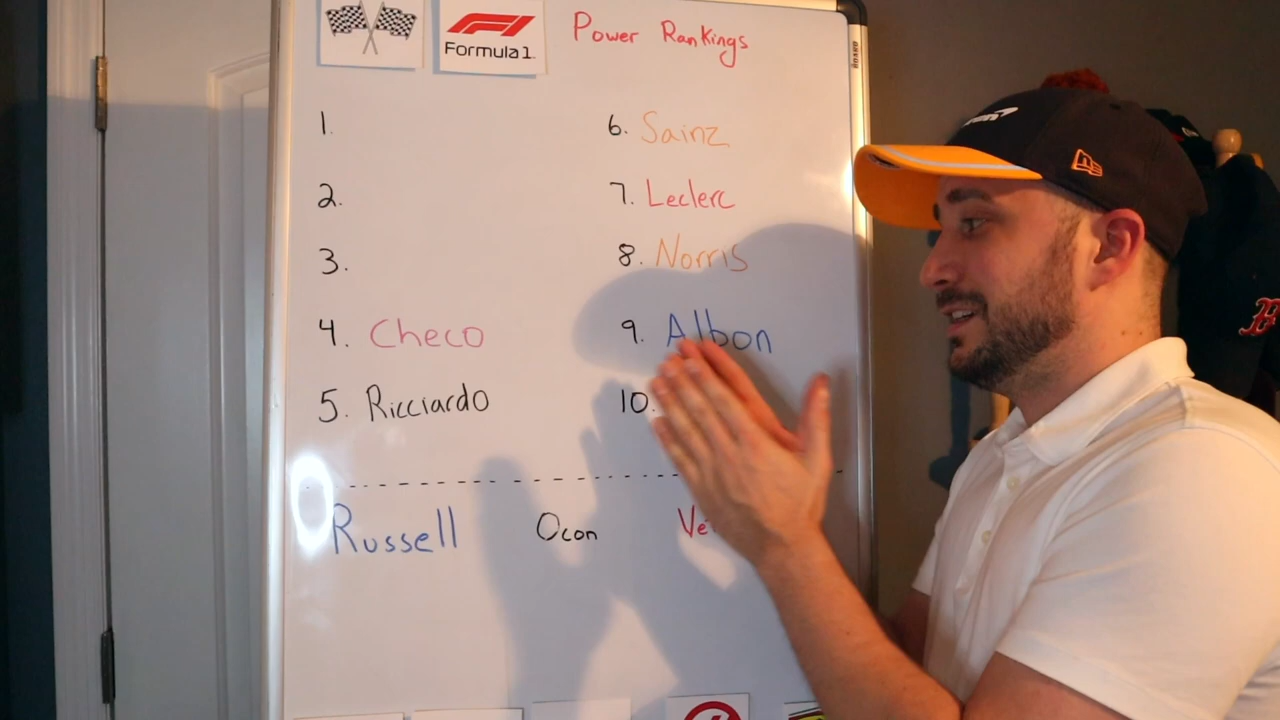 Formula 1
Power Rankings
1.
2.
3.
4. Checo
5. Ricciardo
6. Sainz
7. Leclerc
8. Norris
9. Albon
10.
Russell
Ocon